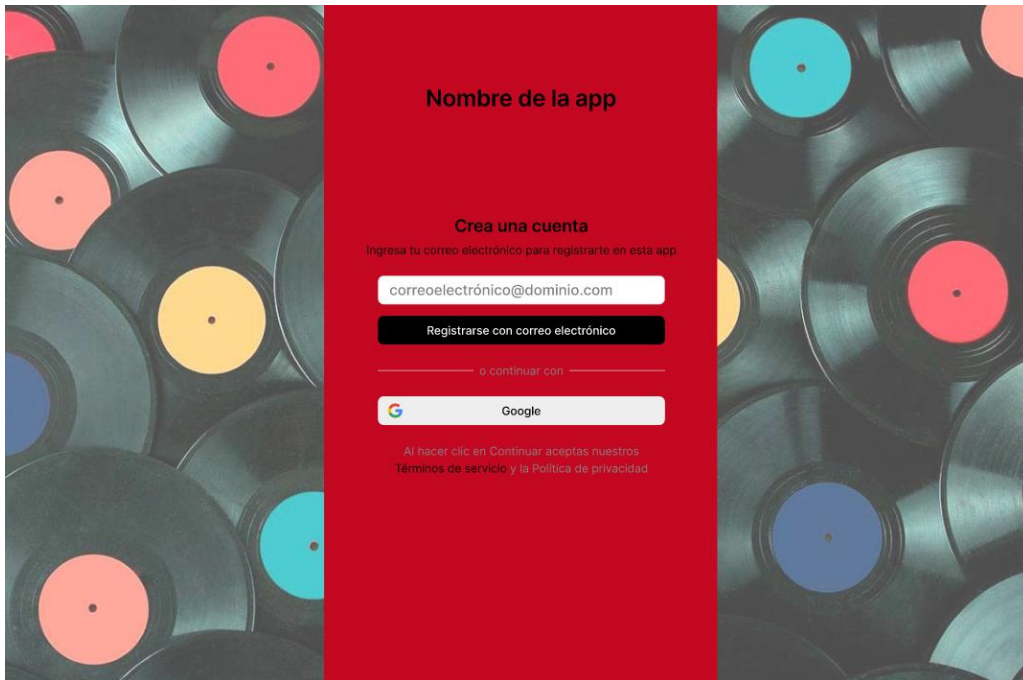 Nombre de la app
Crea una cuenta
Ingresa tu correo electrónico para registrarte en esta app
correoelectrónico@dominio.com
Registrarse con correo electrónico
o continuar con
Google
Al hacer clic en Continuar aceptas nuestros
Términos de servicio y la Política de privacidad